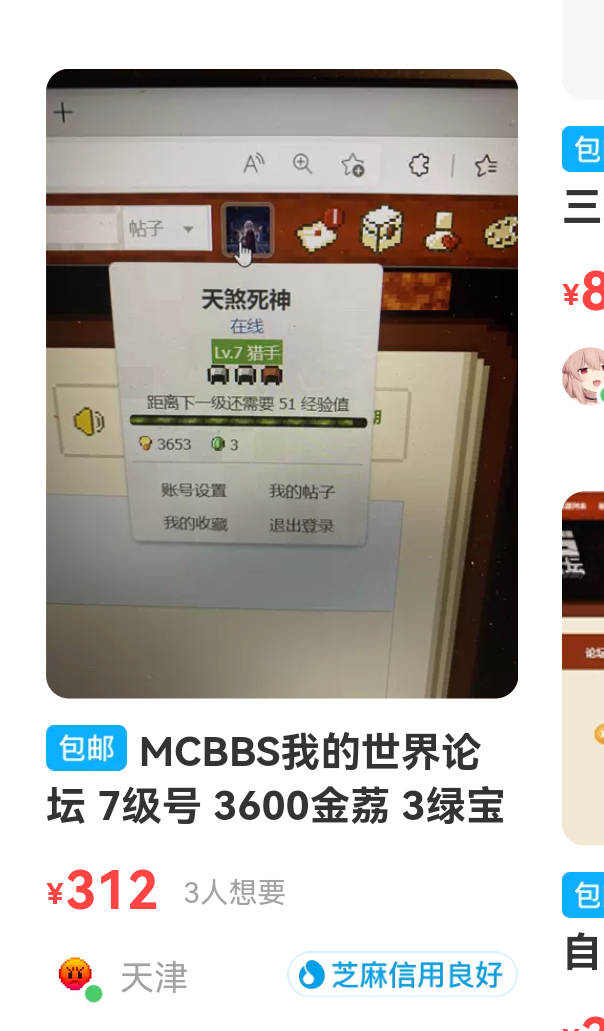 帖子
天煞死神
在线
Lv.7 猎手
距离下一级还需要 51 经验值
3653 3
账号设置 我的帖子
我的收藏 退出登录
包邮 MCBBS我的世界论
坛 7级号 3600金荔 3绿宝
¥312 3人想要
天津 芝麻信用良好
包
三
¥8
坛
论坛
包
自